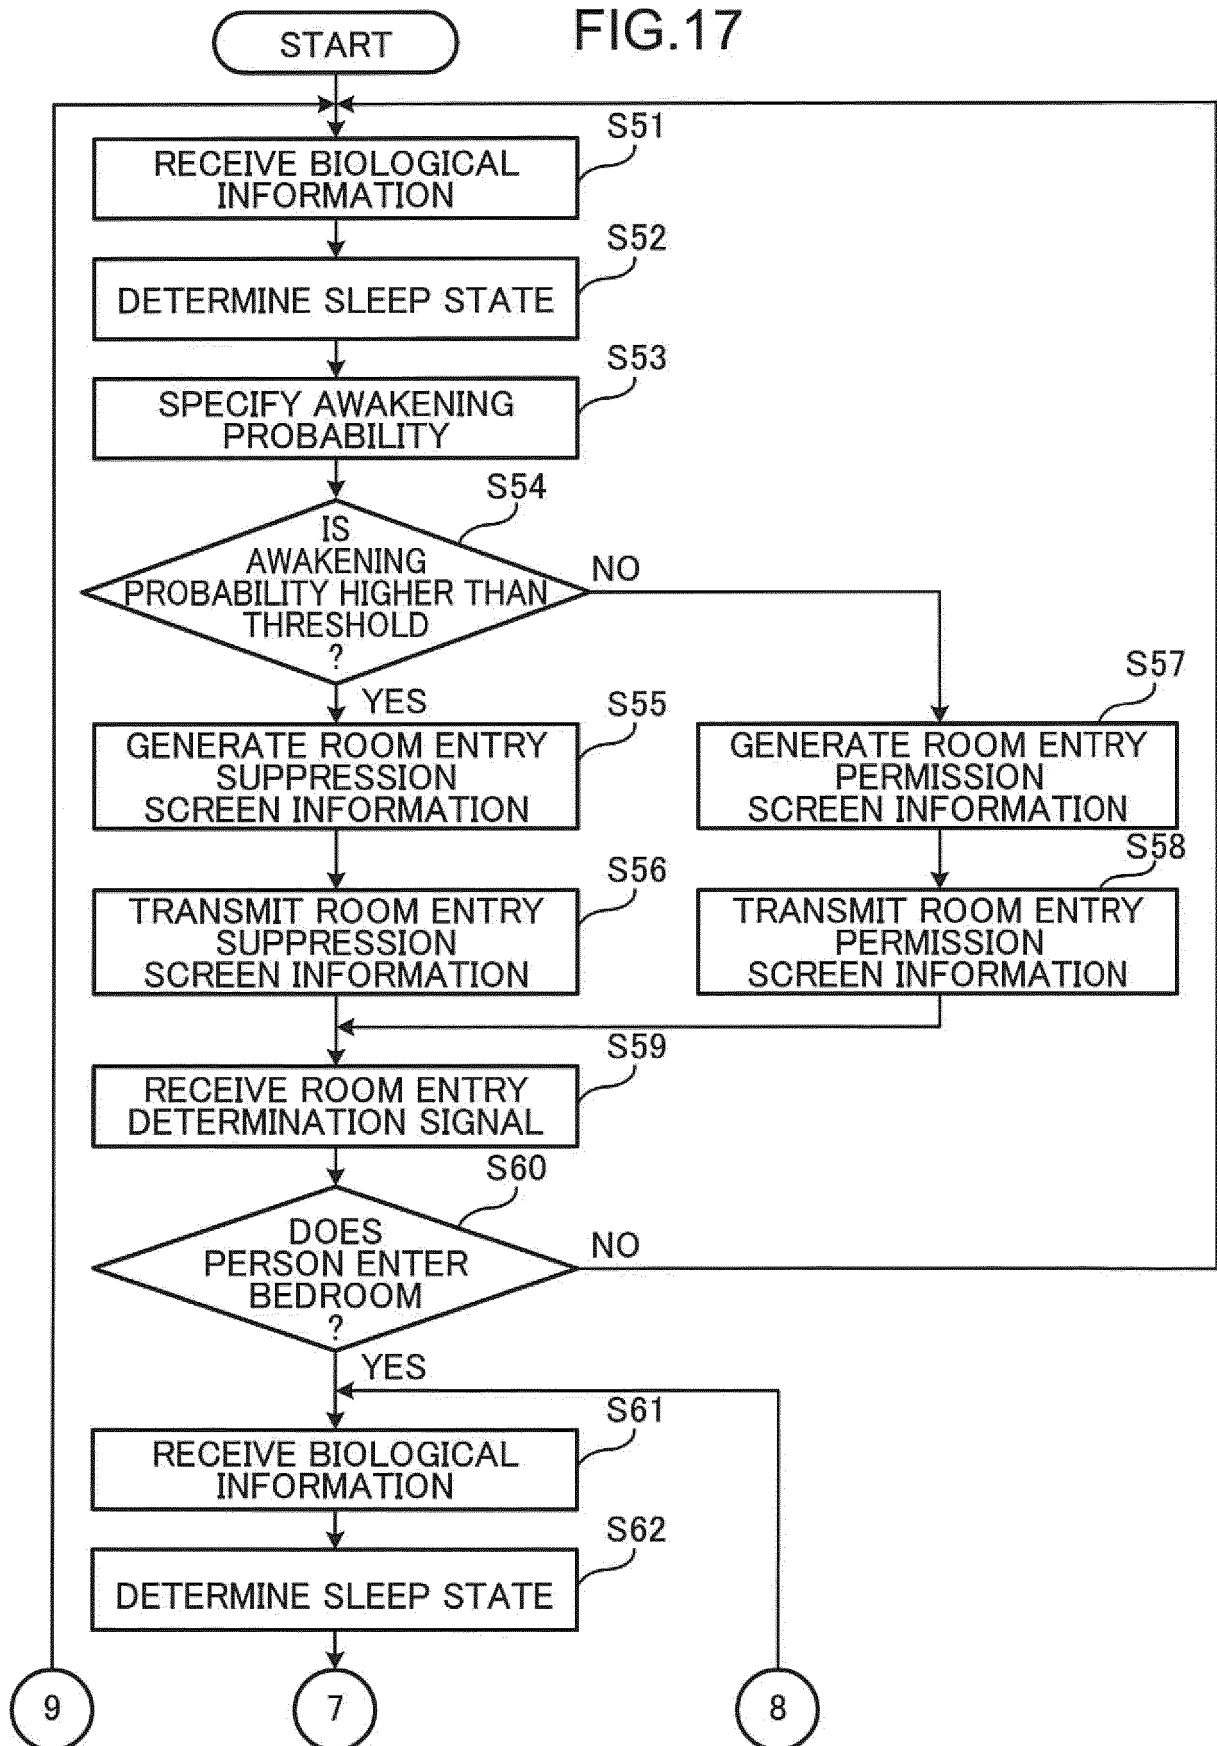 FIG.17
START
S51
RECEIVE BIOLOGICAL
INFORMATION
S52
DETERMINE SLEEP STATE
S53
SPECIFY AWAKENING
PROBABILITY
S54
IS
AWAKENING
PROBABILITY HIGHER THAN
THRESHOLD
?
NO
YES
S55
GENERATE ROOM ENTRY
SUPPRESSION
SCREEN INFORMATION
S57
GENERATE ROOM ENTRY
PERMISSION
SCREEN INFORMATION
S56
TRANSMIT ROOM ENTRY
SUPPRESSION
SCREEN INFORMATION
S58
TRANSMIT ROOM ENTRY
PERMISSION
SCREEN INFORMATION
S59
RECEIVE ROOM ENTRY
DETERMINATION SIGNAL
S60
DOES
PERSON ENTER
BEDROOM
?
NO
YES
S61
RECEIVE BIOLOGICAL
INFORMATION
S62
DETERMINE SLEEP STATE
9
7
8